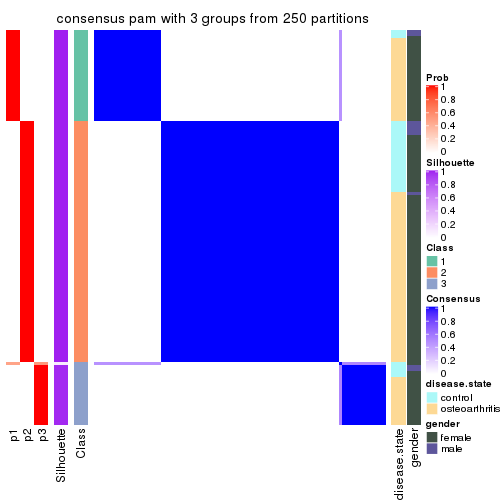 consensus pam with 3 groups from 250 partitions
Prob
1
0.8
0.6
0.4
0.2
0
Silhouette
1
0.8
0.6
0.4
0.2
0
Class
1
2
3
Consensus
1
0.8
0.6
0.4
0.2
0
disease.state
control
osteoarthritis
gender
female
male
p1
p2
p3
Silhouette
Class
disease.state
gender